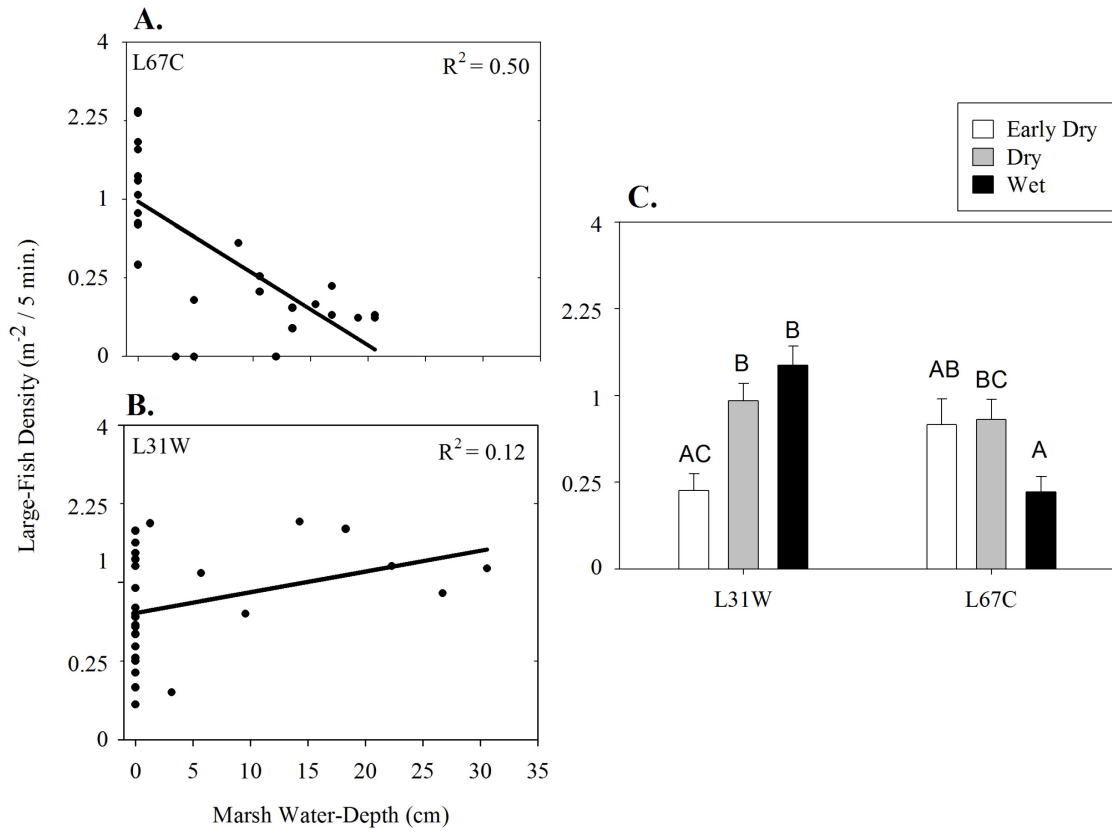 A.
L67C
R² = 0.50
4
2.25
1
0.25
0
B.
L31W
R² = 0.12
4
2.25
1
0.25
0
0 5 10 15 20 25 30 35
Marsh Water-Depth (cm)
Large-Fish Density (m⁻² / 5 min.)
Early Dry
Dry
Wet
C.
4
2.25
1
0.25
0
AC B B AB BC A
L31W L67C